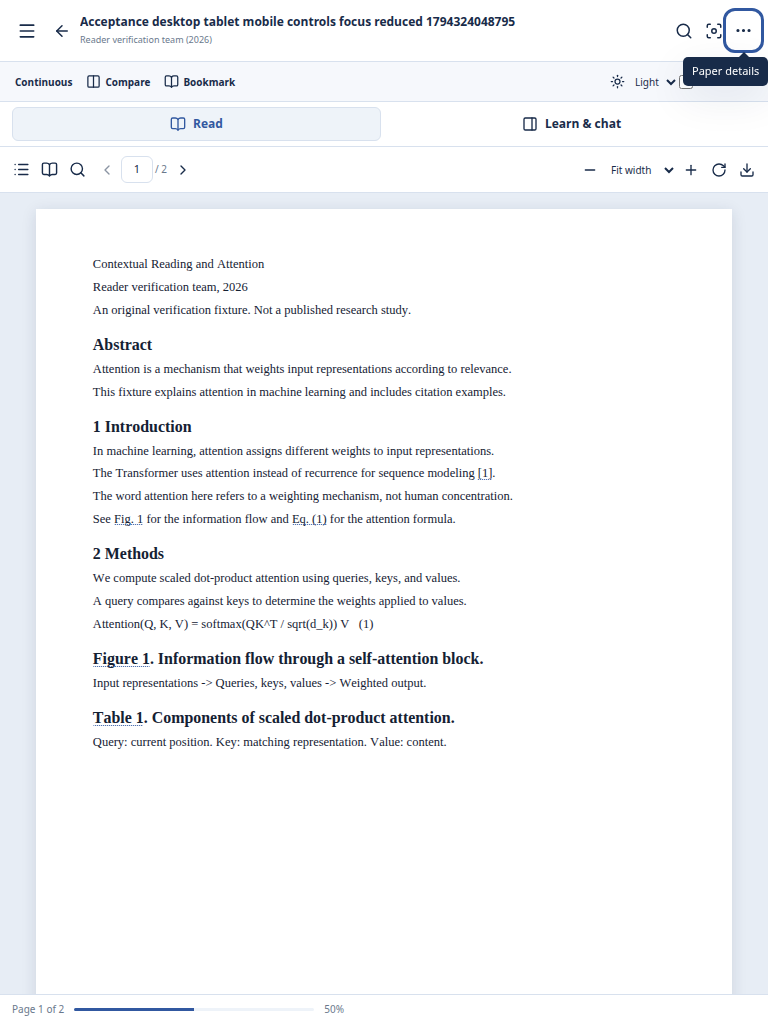 Acceptance desktop tablet mobile controls focus reduced 1794324048795
Reader verification team (2026)
Paper details
Continuous Compare Bookmark Light
Read Learn & chat
1 / 2 Fit width
Contextual Reading and Attention
Reader verification team, 2026
An original verification fixture. Not a published research study.
Abstract
Attention is a mechanism that weights input representations according to relevance.
This fixture explains attention in machine learning and includes citation examples.
1 Introduction
In machine learning, attention assigns different weights to input representations.
The Transformer uses attention instead of recurrence for sequence modeling [1].
The word attention here refers to a weighting mechanism, not human concentration.
See Fig. 1 for the information flow and Eq. (1) for the attention formula.
2 Methods
We compute scaled dot-product attention using queries, keys, and values.
A query compares against keys to determine the weights applied to values.
Attention(Q, K, V) = softmax(QK^T / sqrt(d_k)) V (1)
Figure 1. Information flow through a self-attention block.
Input representations -> Queries, keys, values -> Weighted output.
Table 1. Components of scaled dot-product attention.
Query: current position. Key: matching representation. Value: content.
Page 1 of 2 50%